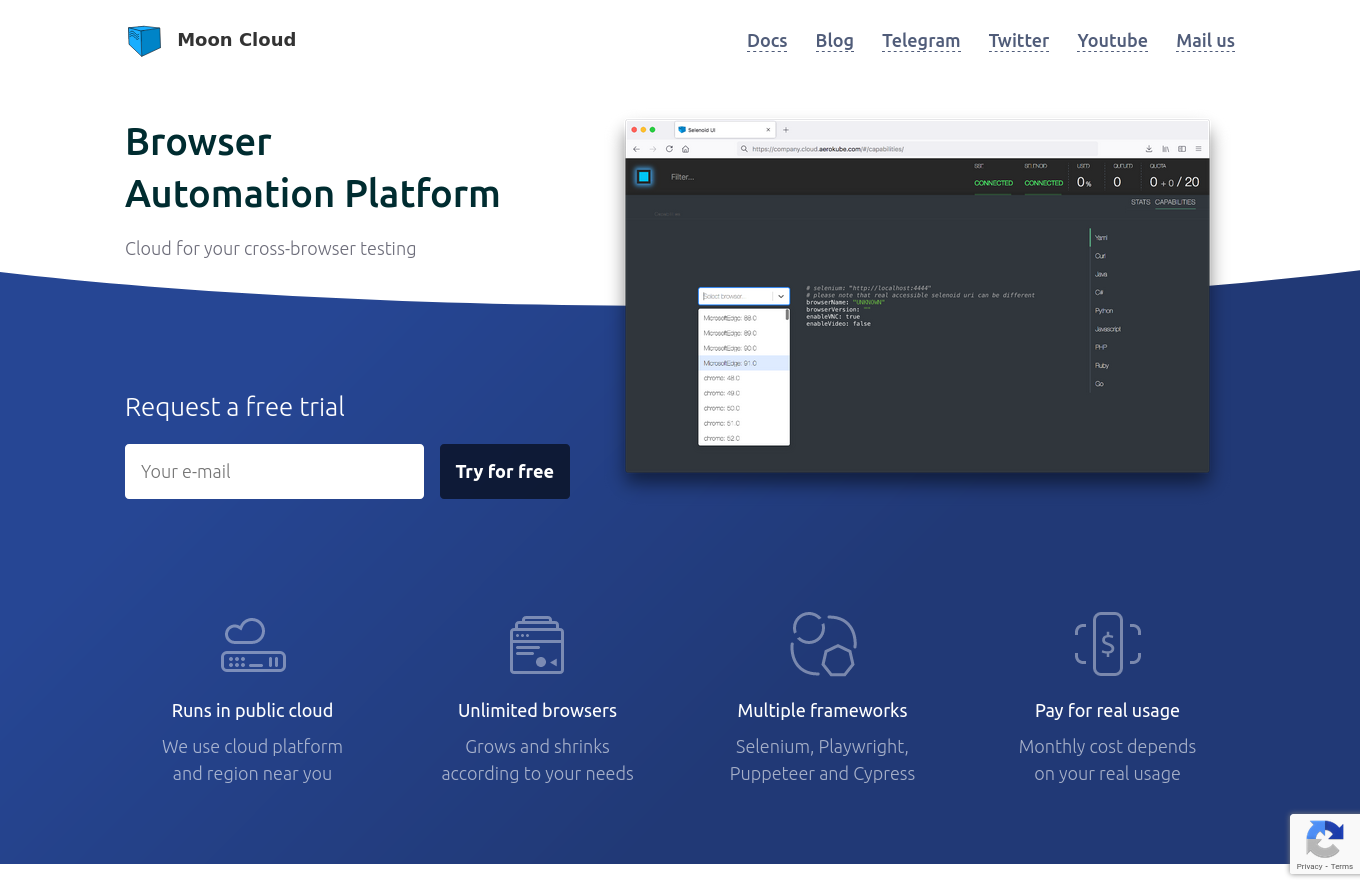 Moon Cloud
Docs Blog Telegram Twitter Youtube Mail us
Browser
Automation Platform
Cloud for your cross-browser testing
Selenoid UI
https://company.cloud.aerokube.com/#/capabilities/
Filter...
SSE SELENOID USED QUEUED QUOTA
CONNECTED CONNECTED 0 % 0 0 + 0 / 20
STATS CAPABILITIES
Select browser...
MicrosoftEdge: 88.0
MicrosoftEdge: 89.0
MicrosoftEdge: 90.0
MicrosoftEdge: 91.0
chrome: 48.0
chrome: 49.0
chrome: 50.0
chrome: 51.0
chrome: 52.0
# selenium: "http://localhost:4444"
# please note that real accessible selenoid uri can be different
browserName: "UNKNOWN"
browserVersion: ""
enableVNC: true
enableVideo: false
Yaml
Curl
Java
C#
Python
Javascript
PHP
Ruby
Go
Request a free trial
Your e-mail
Try for free
Runs in public cloud
We use cloud platform
and region near you
Unlimited browsers
Grows and shrinks
according to your needs
Multiple frameworks
Selenium, Playwright,
Puppeteer and Cypress
$
Pay for real usage
Monthly cost depends
on your real usage
Privacy - Terms